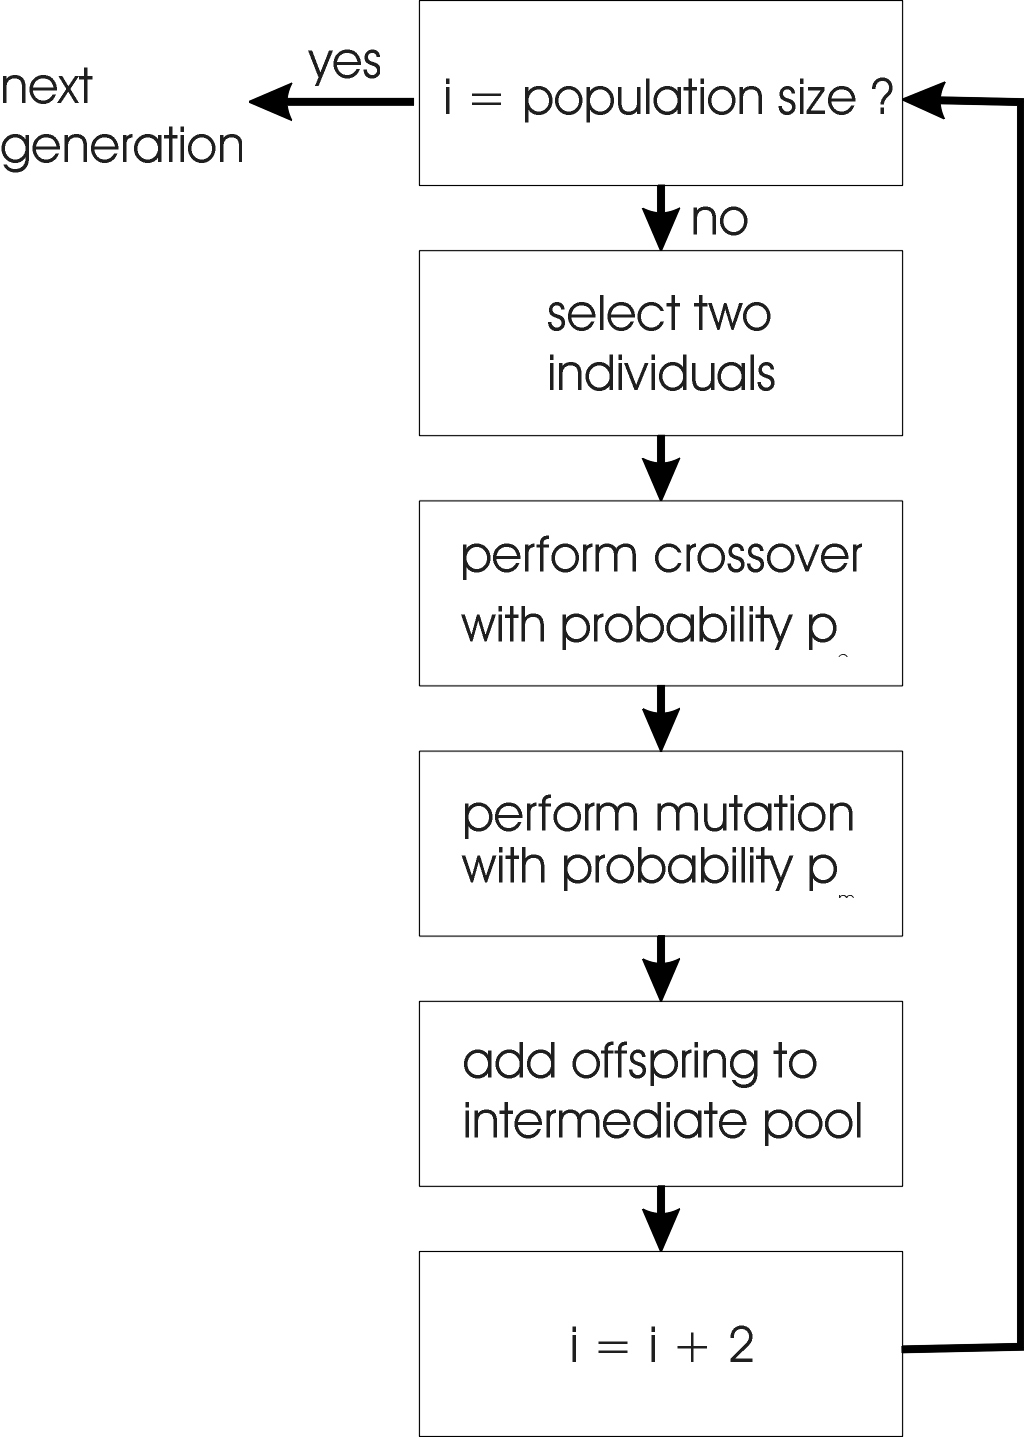 yes
next
generation
i = population size ?
no
select two
individuals
perform crossover
with probability p
perform mutation
with probability p
m
add offspring to
intermediate pool
i = i + 2